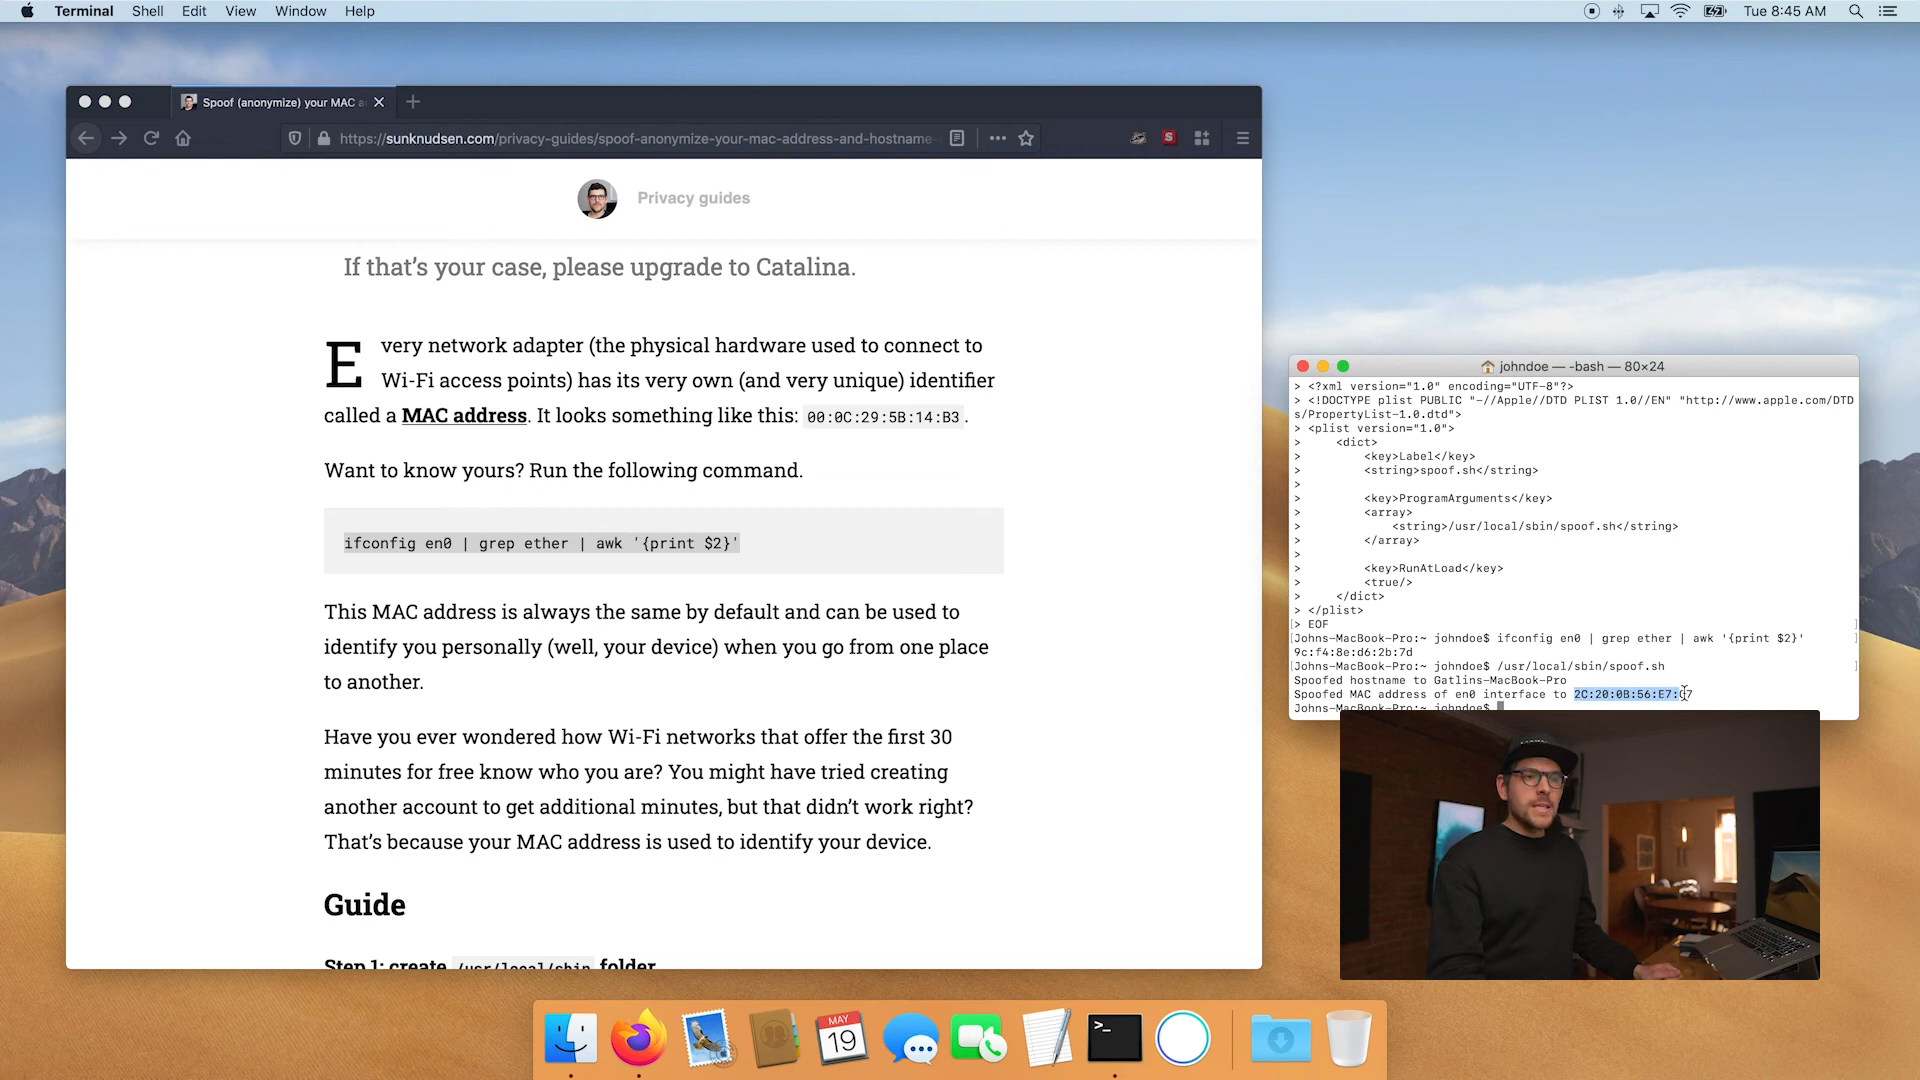 Terminal Shell Edit View Window Help
Tue 8:45 AM
Spoof (anonymize) your MAC a
https://sunknudsen.com/privacy-guides/spoof-anonymize-your-mac-address-and-hostname-
S
Privacy guides
If that’s your case, please upgrade to Catalina.
Every network adapter (the physical hardware used to connect to
Wi-Fi access points) has its very own (and very unique) identifier
called a MAC address. It looks something like this: 00:0C:29:5B:14:B3.
Want to know yours? Run the following command.
ifconfig en0 | grep ether | awk '{print $2}'
This MAC address is always the same by default and can be used to
identify you personally (well, your device) when you go from one place
to another.
Have you ever wondered how Wi-Fi networks that offer the first 30
minutes for free know who you are? You might have tried creating
another account to get additional minutes, but that didn’t work right?
That’s because your MAC address is used to identify your device.
Guide
Step 1: create /usr/local/sbin folder
johndoe — -bash — 80×24
> <?xml version="1.0" encoding="UTF-8"?>
> <!DOCTYPE plist PUBLIC "-//Apple//DTD PLIST 1.0//EN" "http://www.apple.com/DTD
s/PropertyList-1.0.dtd">
> <plist version="1.0">
>     <dict>
>         <key>Label</key>
>         <string>spoof.sh</string>
>
>         <key>ProgramArguments</key>
>         <array>
>             <string>/usr/local/sbin/spoof.sh</string>
>         </array>
>
>         <key>RunAtLoad</key>
>         <true/>
>     </dict>
> </plist>
[> EOF ]
[Johns-MacBook-Pro:~ johndoe$ ifconfig en0 | grep ether | awk '{print $2}' ]
9c:f4:8e:d6:2b:7d
[Johns-MacBook-Pro:~ johndoe$ /usr/local/sbin/spoof.sh ]
Spoofed hostname to Gatlins-MacBook-Pro
Spoofed MAC address of en0 interface to 2C:20:0B:56:E7:
Johns-MacBook-Pro:~ johndoe$
MAY
19
>_